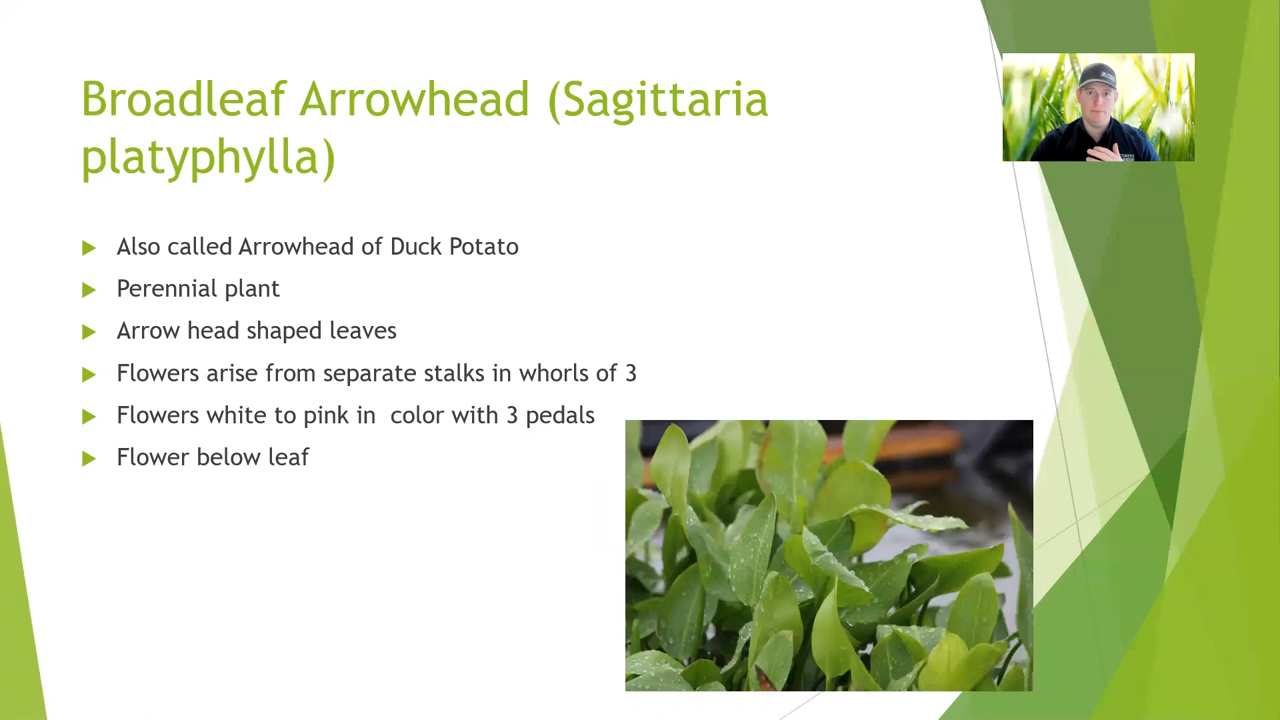 Broadleaf Arrowhead (Sagittaria
platyphylla)
Also called Arrowhead of Duck Potato
Perennial plant
Arrow head shaped leaves
Flowers arise from separate stalks in whorls of 3
Flowers white to pink in  color with 3 pedals
Flower below leaf